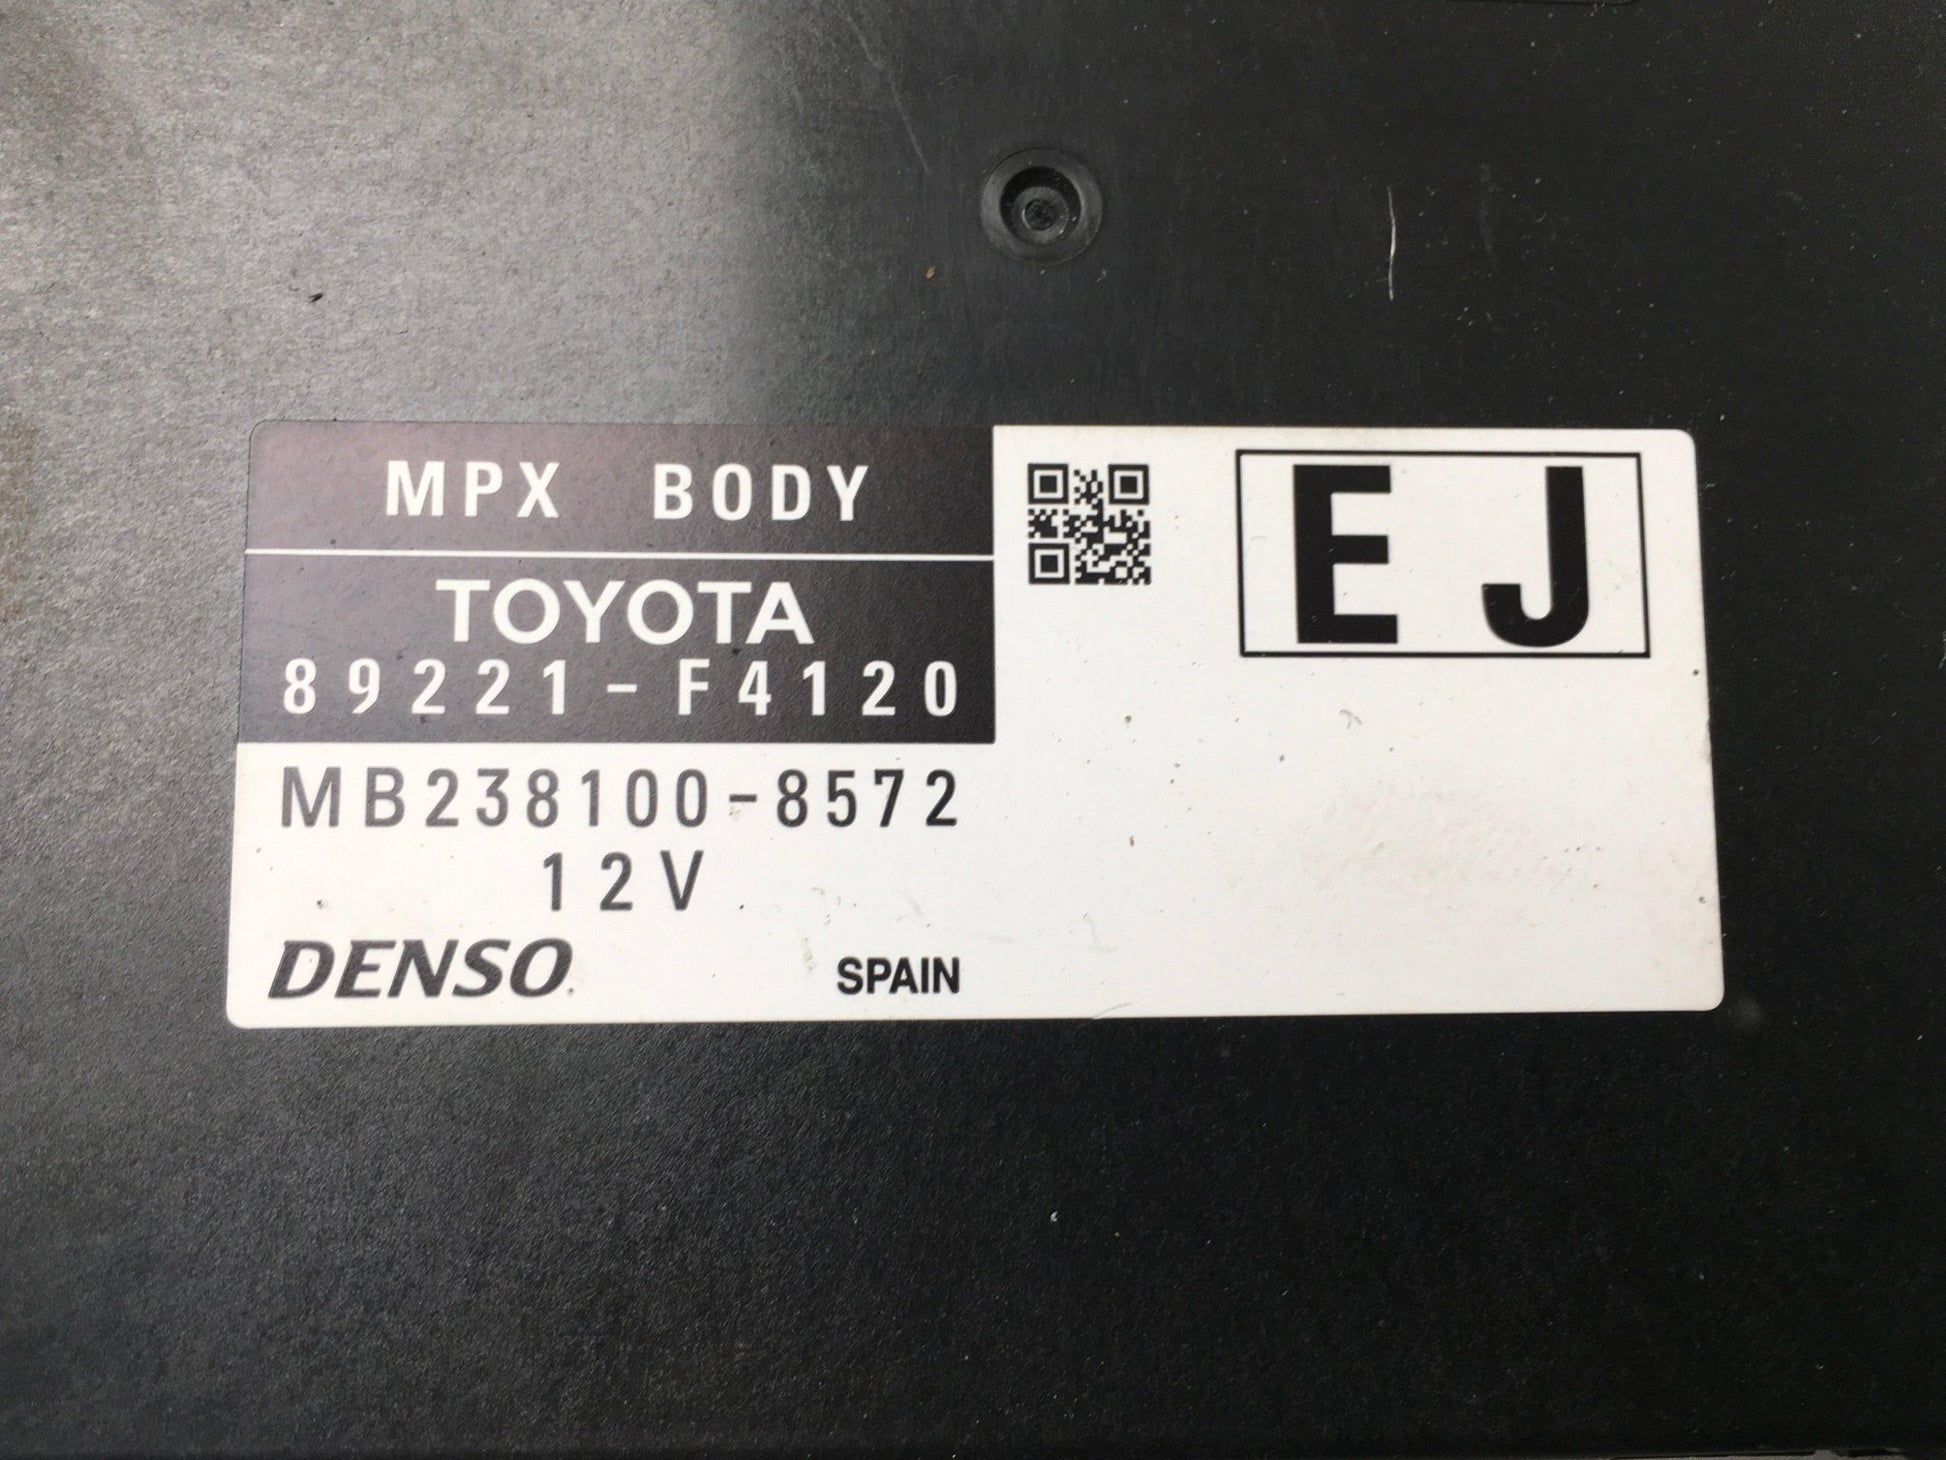 MPX BODY
TOYOTA
89221-F4120
MB238100-8572
12V
DENSO
SPAIN
EJ